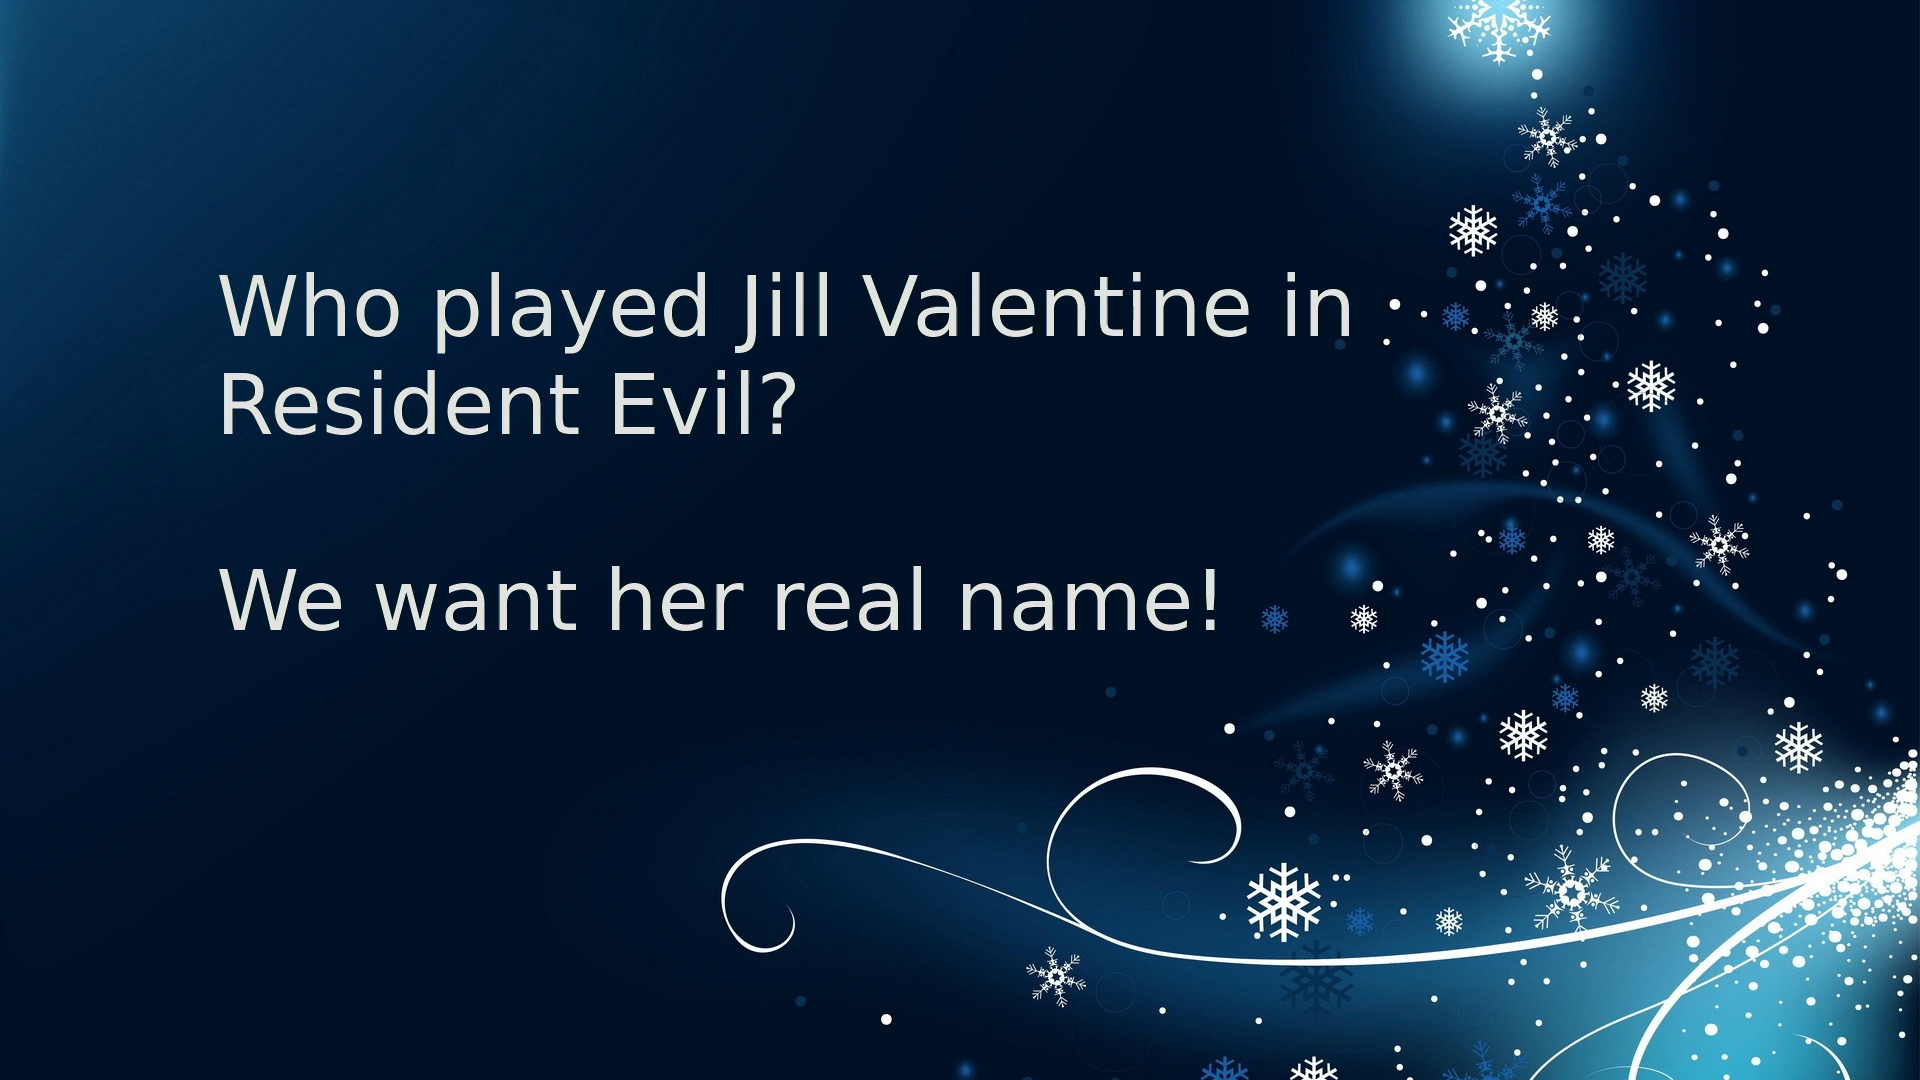 Who played Jill Valentine in
Resident Evil?
We want her real name!